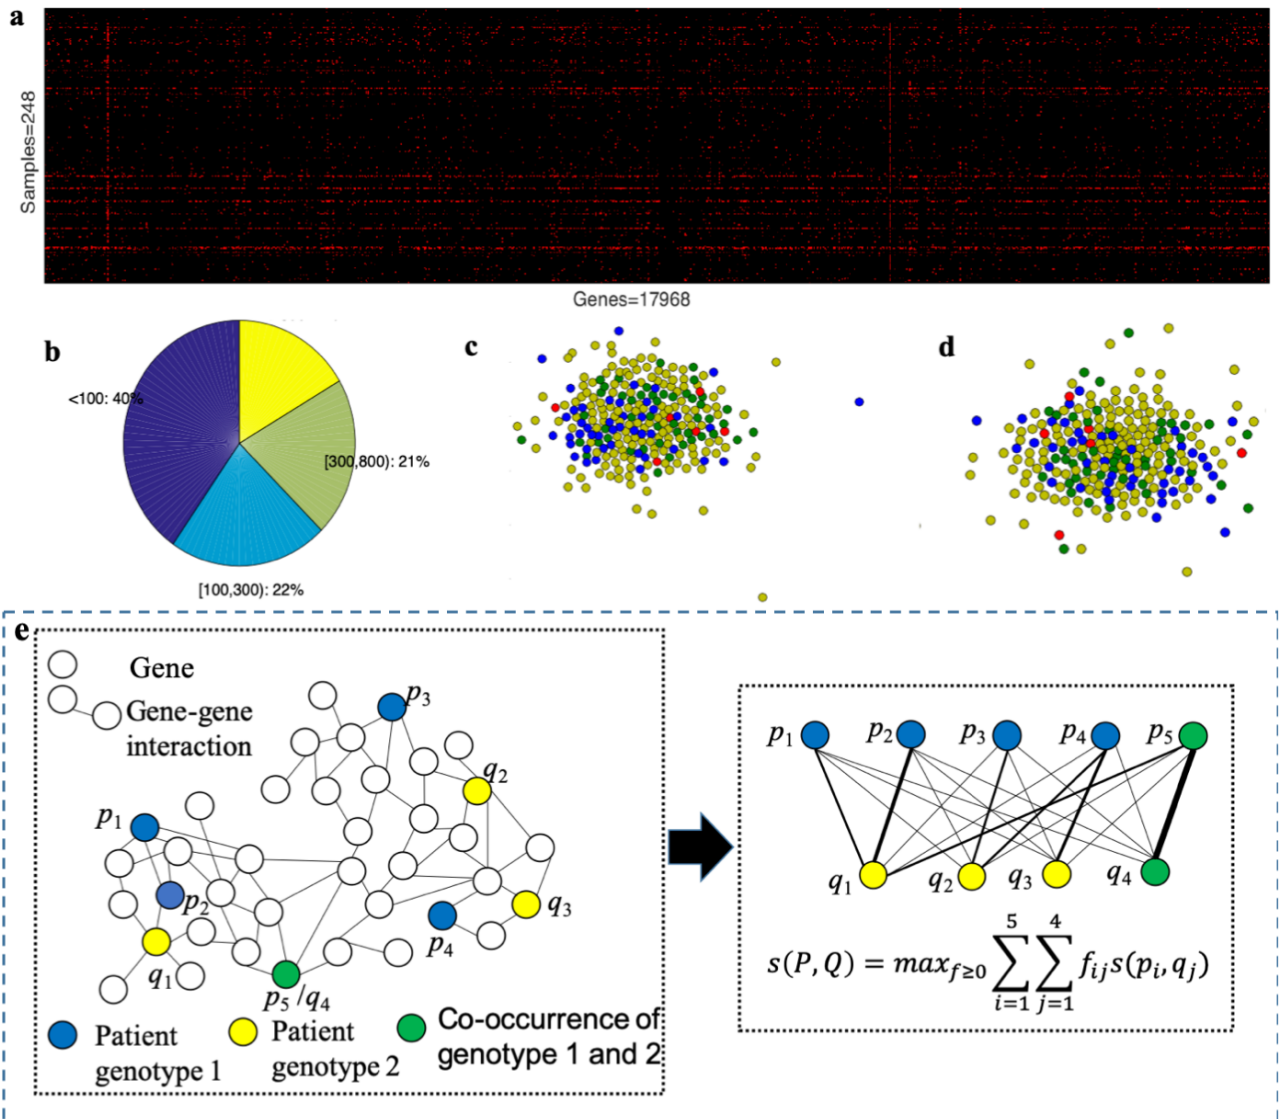 a
Samples=248
Genes=17968
b
<100: 40%
[300,800): 21%
[100,300): 22%
c
d
e
Gene
Gene-gene
interaction
p3
q2
p1
p2
q3
p4
q1
p5/q4
Patient
genotype 1
Patient
genotype 2
Co-occurrence of
genotype 1 and 2
p1 p2 p3 p4 p5
q1 q2 q3 q4
s(P, Q) = max_{f≥0} ∑_{i=1}^{5} ∑_{j=1}^{4} f_{ij}s(p_i, q_j)